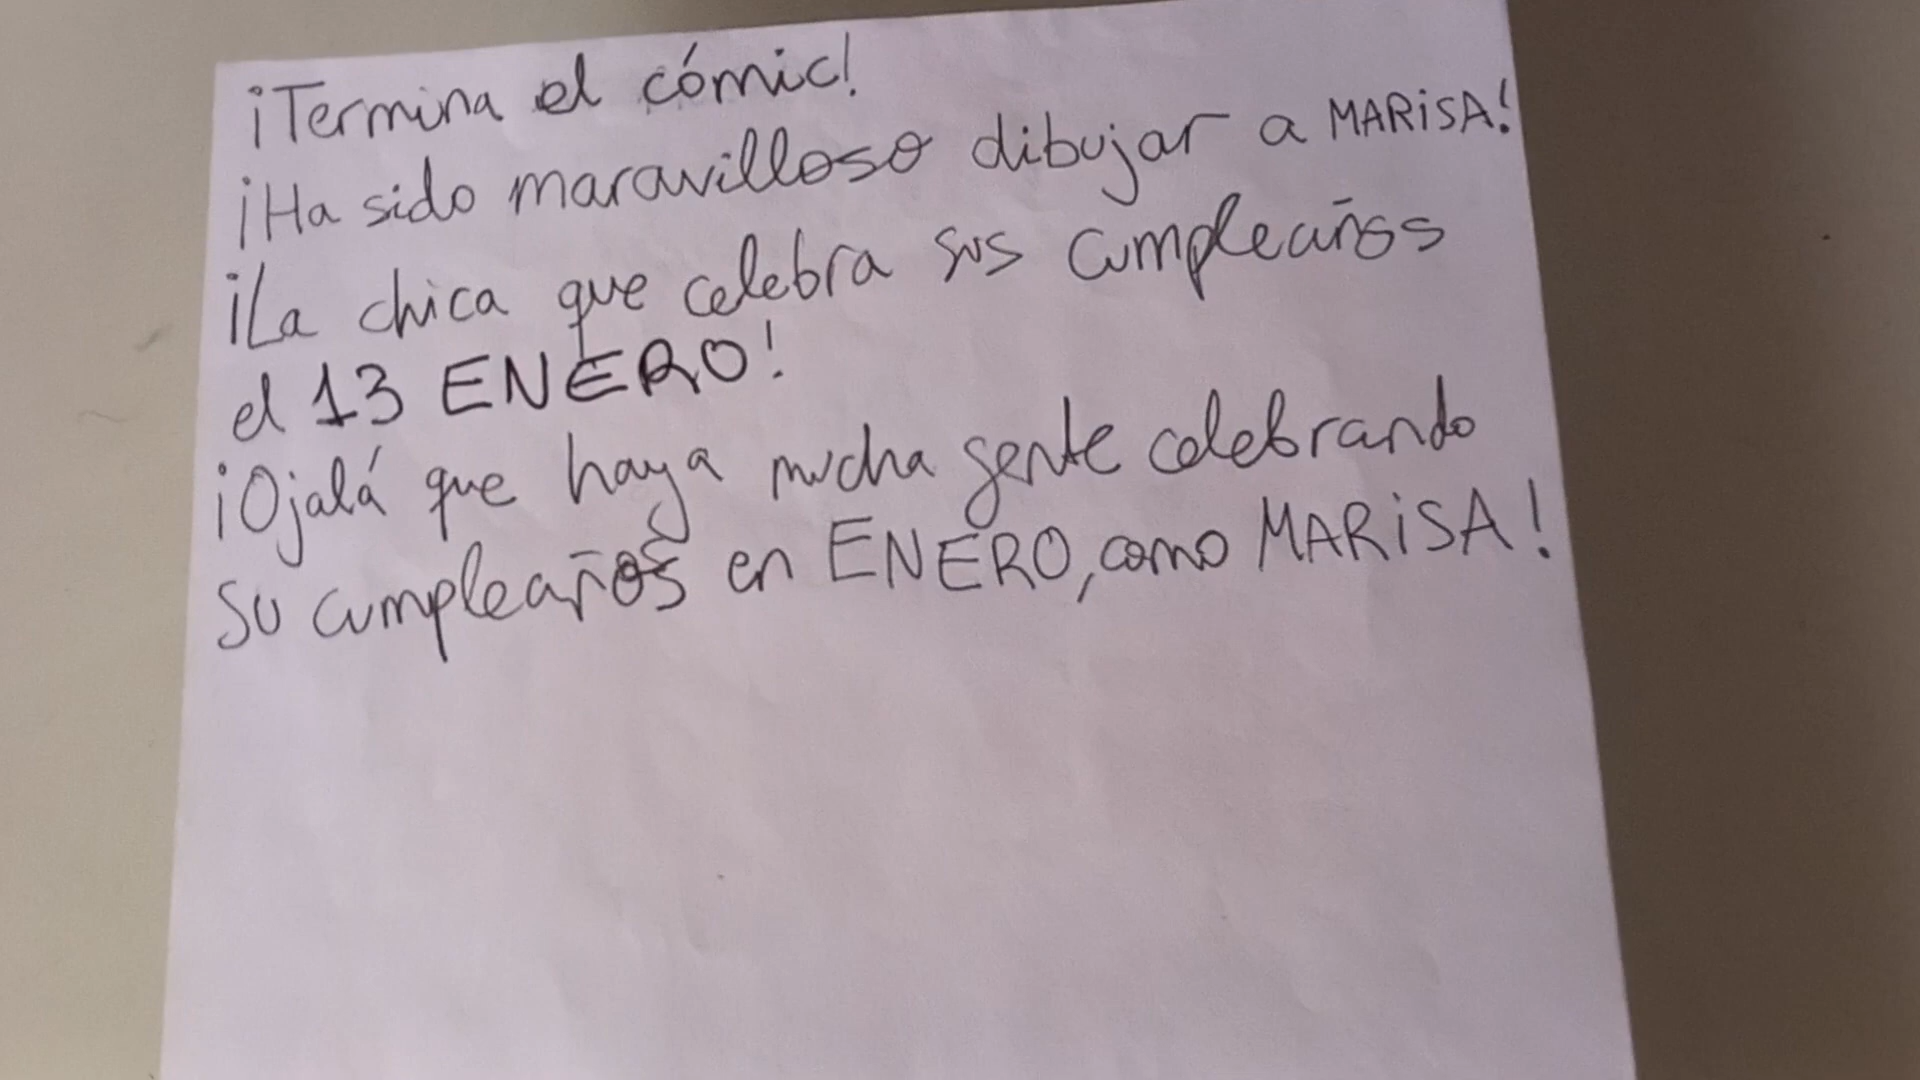 ¡Termina el cómic!
¡Ha sido maravilloso dibujar a MARiSA!
¡La chica que celebra sus cumpleaños
el 13 ENERO!
¡Ojalá que haya mucha gente celebrando
su cumpleaños en ENERO, como MARiSA!